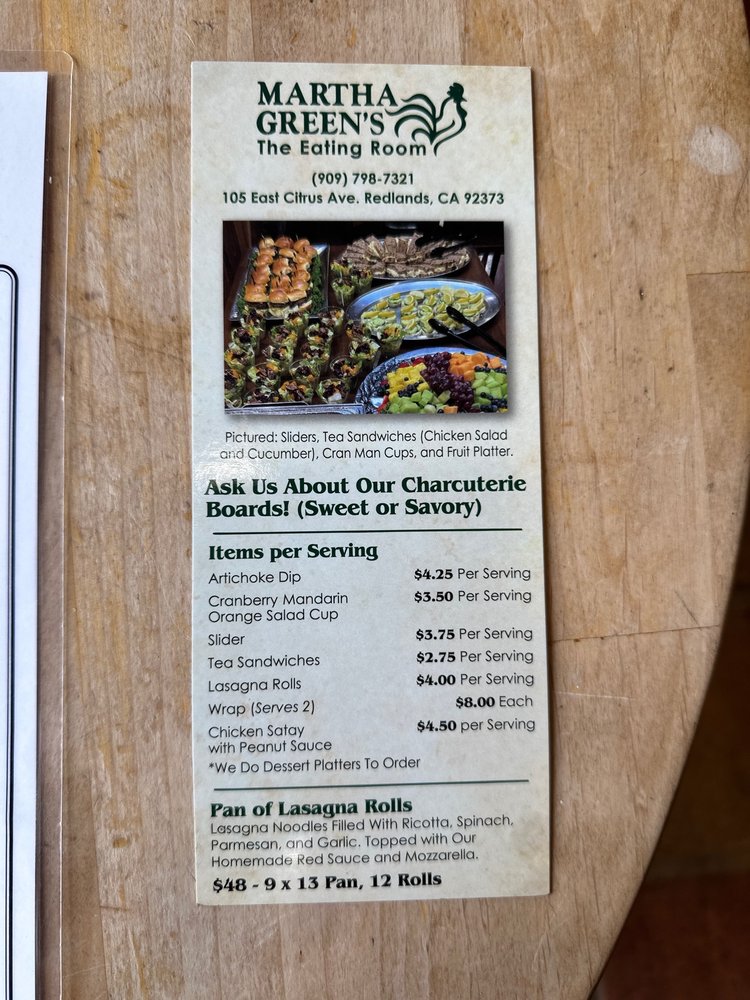 MARTHA
GREEN'S
The Eating Room
(909) 798-7321
105 East Citrus Ave. Redlands, CA 92373
Pictured: Sliders, Tea Sandwiches (Chicken Salad
and Cucumber), Cran Man Cups, and Fruit Platter.
Ask Us About Our Charcuterie
Boards! (Sweet or Savory)
Items per Serving
Artichoke Dip $4.25 Per Serving
Cranberry Mandarin $3.50 Per Serving
Orange Salad Cup
Slider $3.75 Per Serving
Tea Sandwiches $2.75 Per Serving
Lasagna Rolls $4.00 Per Serving
Wrap (Serves 2) $8.00 Each
Chicken Satay $4.50 per Serving
with Peanut Sauce
*We Do Dessert Platters To Order
Pan of Lasagna Rolls
Lasagna Noodles Filled With Ricotta, Spinach,
Parmesan, and Garlic. Topped with Our
Homemade Red Sauce and Mozzarella.
$48 - 9 x 13 Pan, 12 Rolls